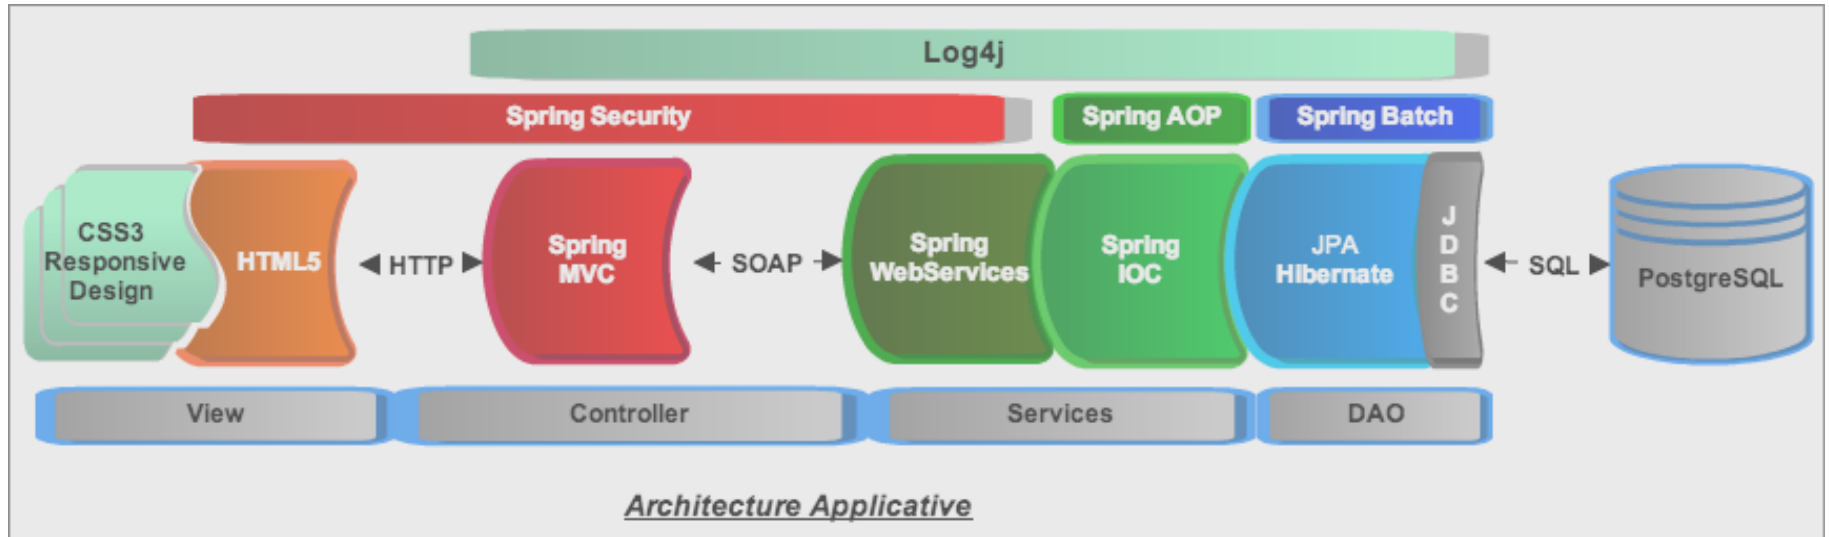 Log4j
Spring Security
Spring AOP
Spring Batch
CSS3
Responsive
Design
HTML5
HTTP
Spring
MVC
SOAP
Spring
WebServices
Spring
IOC
JPA
Hibernate
J
D
B
C
SQL
PostgreSQL
View
Controller
Services
DAO
Architecture Applicative